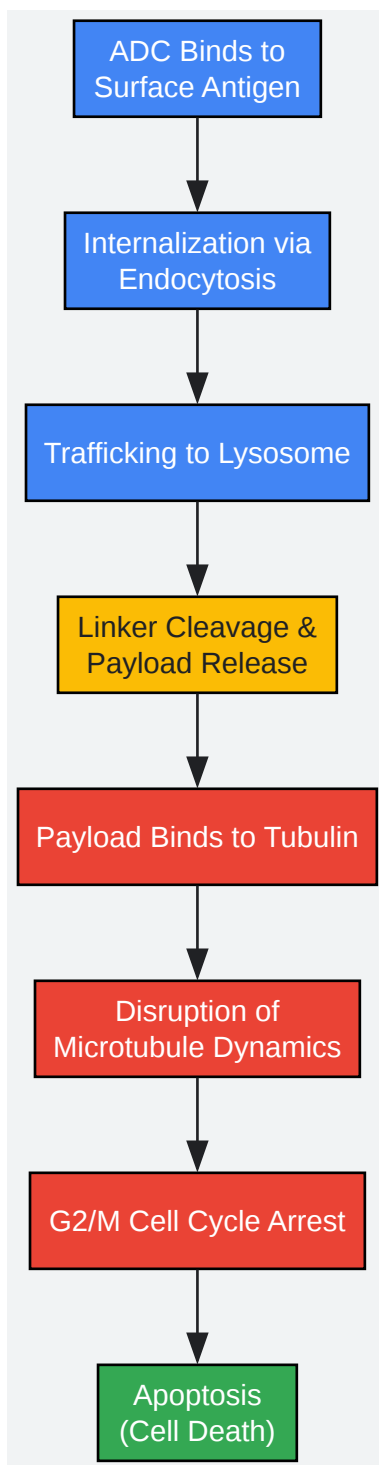 ADC Binds to
Surface Antigen
Internalization via
Endocytosis
Trafficking to Lysosome
Linker Cleavage &
Payload Release
Payload Binds to Tubulin
Disruption of
Microtubule Dynamics
G2/M Cell Cycle Arrest
Apoptosis
(Cell Death)